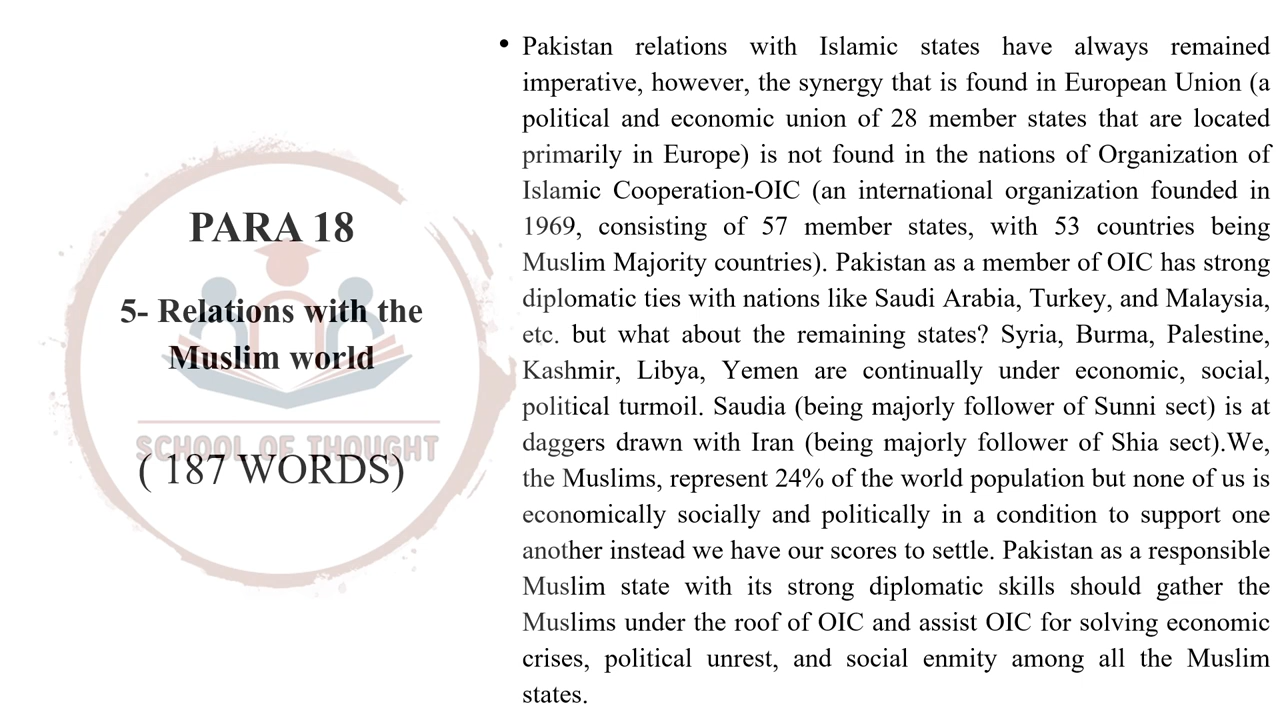 PARA 18
5- Relations with the
Muslim world
SCHOOL OF THOUGHT
( 187 WORDS)
• Pakistan relations with Islamic states have always remained
imperative, however, the synergy that is found in European Union (a
political and economic union of 28 member states that are located
primarily in Europe) is not found in the nations of Organization of
Islamic Cooperation-OIC (an international organization founded in
1969, consisting of 57 member states, with 53 countries being
Muslim Majority countries). Pakistan as a member of OIC has strong
diplomatic ties with nations like Saudi Arabia, Turkey, and Malaysia,
etc. but what about the remaining states? Syria, Burma, Palestine,
Kashmir, Libya, Yemen are continually under economic, social,
political turmoil. Saudia (being majorly follower of Sunni sect) is at
daggers drawn with Iran (being majorly follower of Shia sect).We,
the Muslims, represent 24% of the world population but none of us is
economically socially and politically in a condition to support one
another instead we have our scores to settle. Pakistan as a responsible
Muslim state with its strong diplomatic skills should gather the
Muslims under the roof of OIC and assist OIC for solving economic
crises, political unrest, and social enmity among all the Muslim
states.